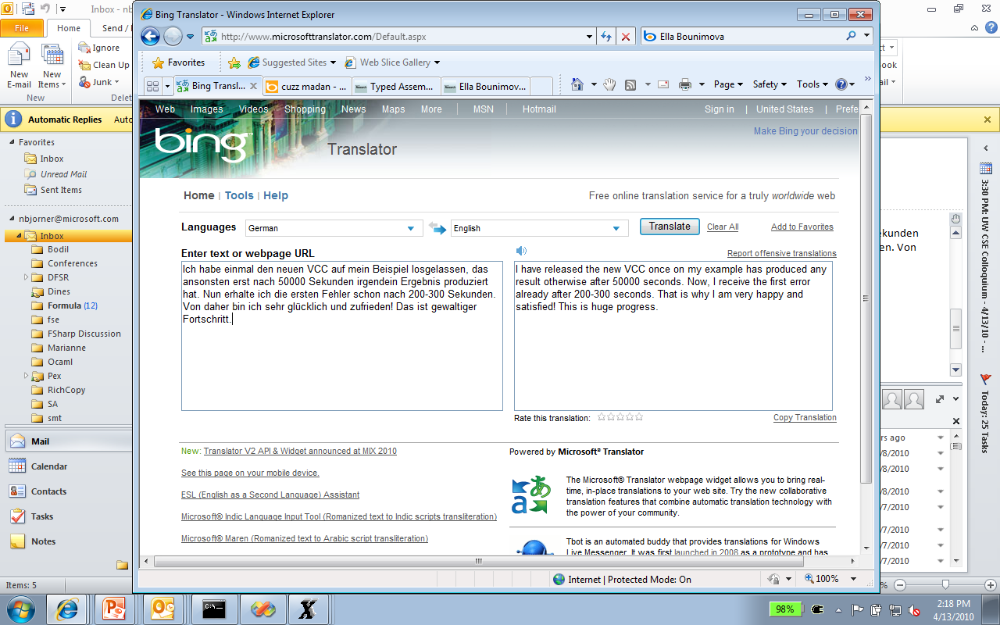 Inbox - nb
Bing Translator - Windows Internet Explorer
http://www.microsofttranslator.com/Default.aspx
Ella Bounimova
File
Home
Send /
Favorites
Suggested Sites
Web Slice Gallery
New E-mail
New Items
Ignore
Clean Up
Junk
New
Delet
Bing Transl...
cuzz madan - ...
Typed Assem...
Ella Bounimov...
Page
Safety
Tools
»
Automatic Replies Auto
Web
Images
Videos
Shopping
News
Maps
More
MSN
Hotmail
Sign in
United States
Prefe
Make Bing your decision
bing
Translator
Favorites
Inbox
Unread Mail
Sent Items
nbjorner@microsoft.com
Inbox
Bodil
Conferences
DFSR
Dines
Formula (12)
fse
FSharp Discussion
Marianne
Ocaml
Pex
RichCopy
SA
smt
Mail
Calendar
Contacts
Tasks
Notes
Items: 5
Home | Tools | Help
Free online translation service for a truly worldwide web
Languages
German
English
Translate
Clear All
Add to Favorites
Enter text or webpage URL
Report offensive translations
Ich habe einmal den neuen VCC auf mein Beispiel losgelassen, das
ansonsten erst nach 50000 Sekunden irgendein Ergebnis produziert
hat. Nun erhalte ich die ersten Fehler schon nach 200-300 Sekunden.
Von daher bin ich sehr glücklich und zufrieden! Das ist gewaltiger
Fortschritt.
I have released the new VCC once on my example has produced any
result otherwise after 50000 seconds. Now, I receive the first error
already after 200-300 seconds. That is why I am very happy and
satisfied! This is huge progress.
Rate this translation:
Copy Translation
New: Translator V2 API & Widget announced at MIX 2010
See this page on your mobile device.
ESL (English as a Second Language) Assistant
Microsoft® Indic Language Input Tool (Romanized text to Indic scripts transliteration)
Microsoft® Maren (Romanized text to Arabic script transliteration)
Powered by Microsoft® Translator
The Microsoft® Translator webpage widget allows you to bring real-
time, in-place translations to your web site. Try the new collaborative
translation features that combine automatic translation technology with
the power of your community.
Tbot is an automated buddy that provides translations for Windows
Live Messenger. It was first launched in 2008 as a prototype and has
Internet | Protected Mode: On
100%
ct
ook
ail
ekunden
en. Von
3:30 PM: UW CSE Colloquium - 4/13/10 - ...
Today: 25 Tasks
rs ago
/8/2010
/8/2010
/8/2010
/8/2010
/7/2010
/7/2010
/7/2010
%
C:\
98%
2:18 PM
4/13/2010